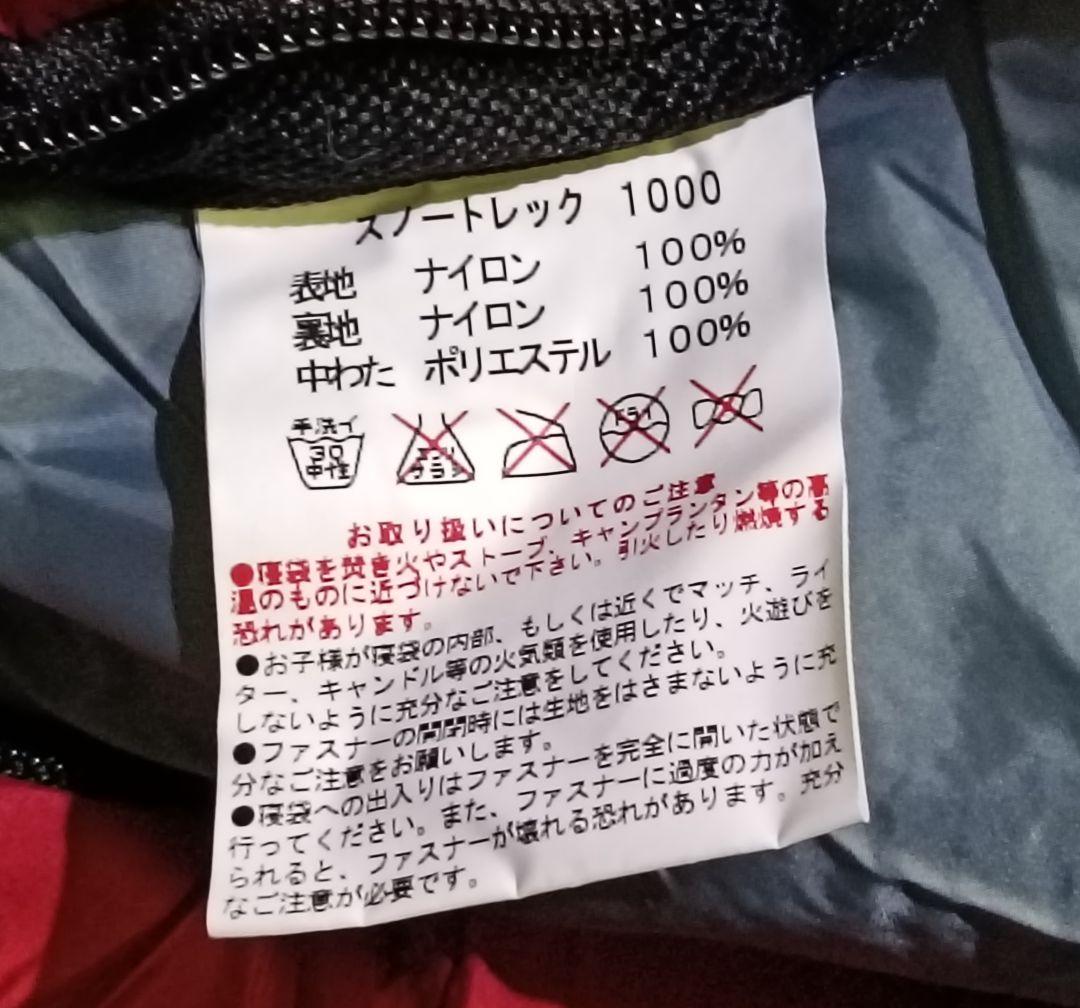 スノートレック 1000
表地 ナイロン 100%
裏地 ナイロン 100%
中わた ポリエステル 100%
手洗イ
30
中性
エンソ
サラシ
ドライ
お取り扱いについてのご注意
●寝袋を焚き火やストーブ、キャンプランタン等の高
温のものに近づけないで下さい。引火したり燃焼する
恐れがあります。
●お子様が寝袋の内部、もしくは近くでマッチ、ライ
ター、キャンドル等の火気類を使用したり、火遊びを
しないように充分なご注意をしてください。
●ファスナーの開閉時には生地をはさまないように充
分なご注意をお願いします。
●寝袋への出入りはファスナーを完全に開いた状態で
行ってください。また、ファスナーに過度の力が加え
られると、ファスナーが壊れる恐れがあります。充分
なご注意が必要です。